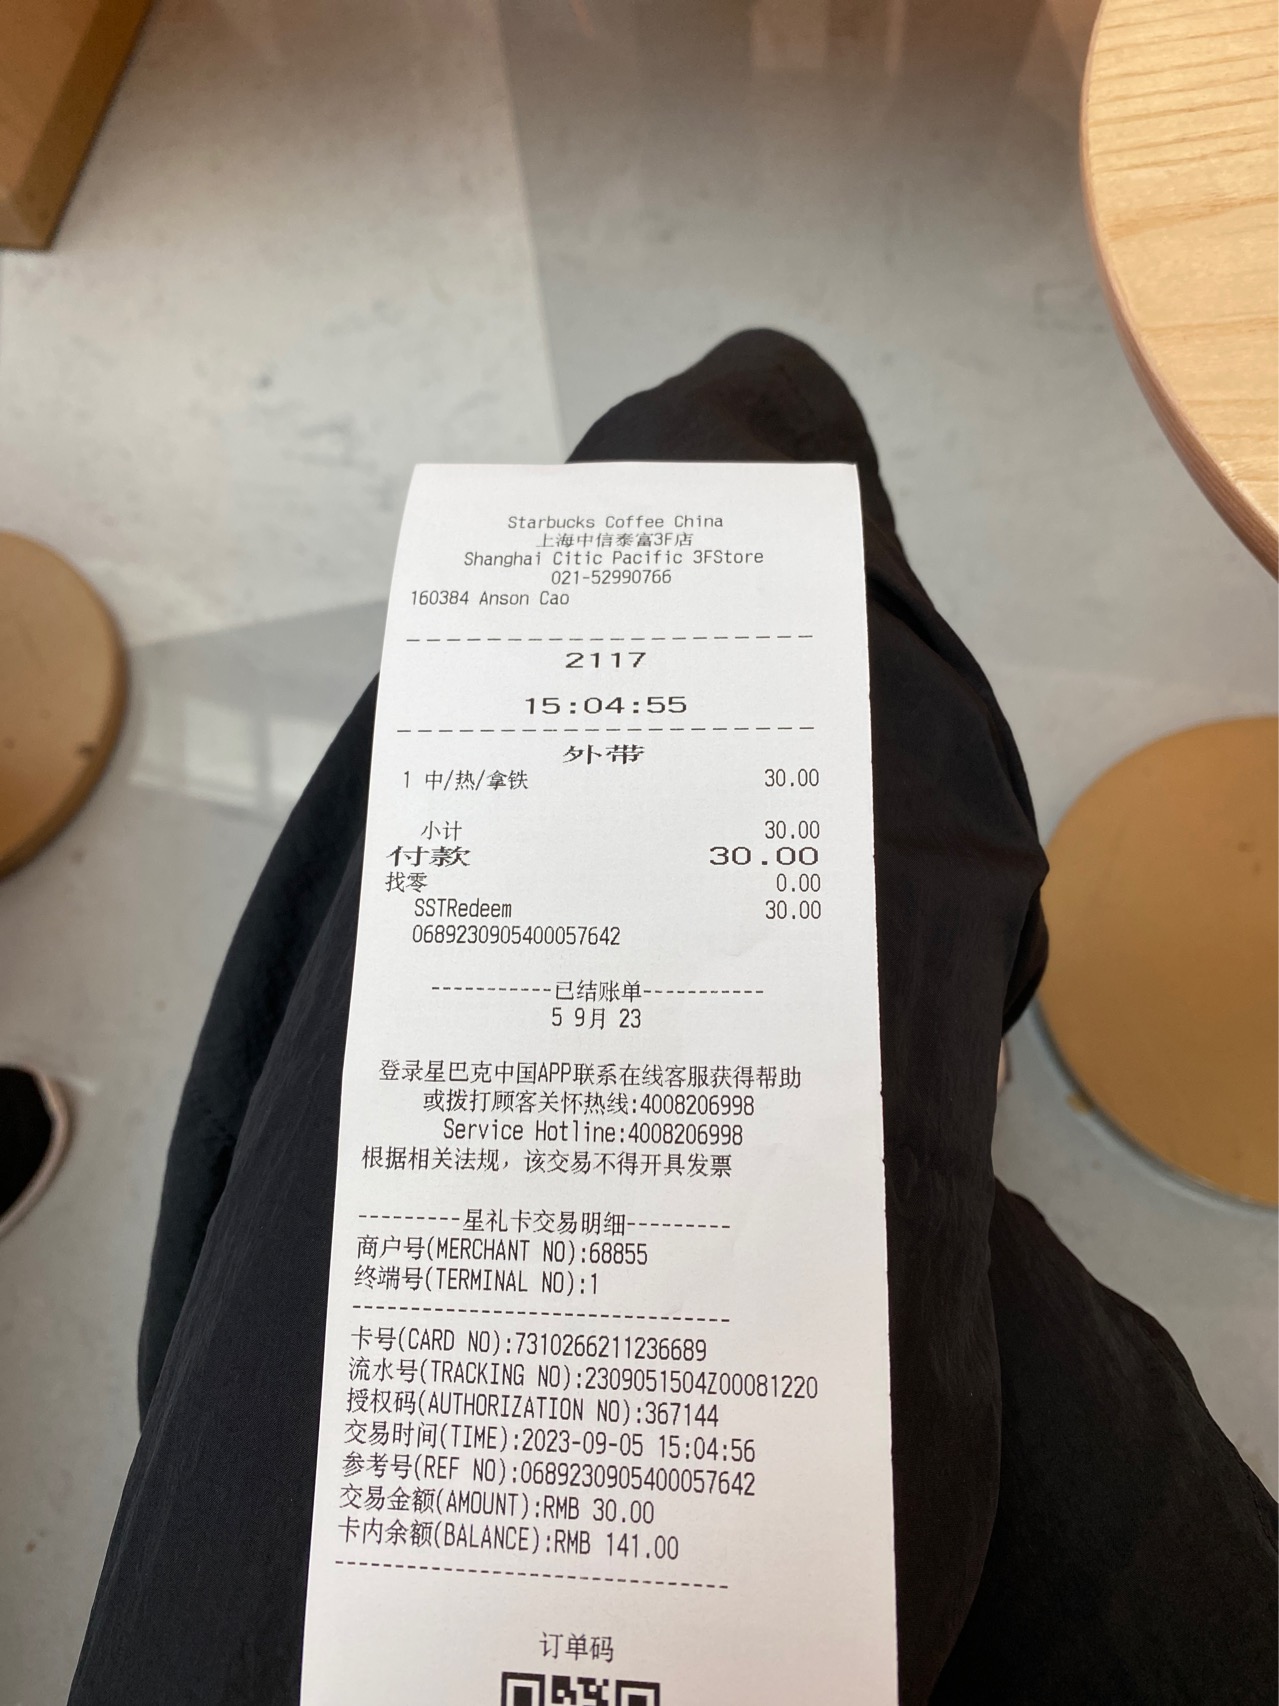 Starbucks Coffee China
上海中信泰富3F店
Shanghai Citic Pacific 3FStore
021-52990766
160384 Anson Cao
--------------------
2117
15:04:55
--------------------
外带
1 中/热/拿铁 30.00
小计 30.00
付款 30.00
找零 0.00
SSTRedeem 30.00
0689230905400057642
-----------已结账单-----------
5 9月 23
登录星巴克中国APP联系在线客服获得帮助
或拨打顾客关怀热线:4008206998
Service Hotline:4008206998
根据相关法规，该交易不得开具发票
---------星礼卡交易明细---------
商户号(MERCHANT NO):68855
终端号(TERMINAL NO):1
--------------------------------
卡号(CARD NO):7310266211236689
流水号(TRACKING NO):2309051504Z00081220
授权码(AUTHORIZATION NO):367144
交易时间(TIME):2023-09-05 15:04:56
参考号(REF NO):0689230905400057642
交易金额(AMOUNT):RMB 30.00
卡内余额(BALANCE):RMB 141.00
--------------------------------
订单码